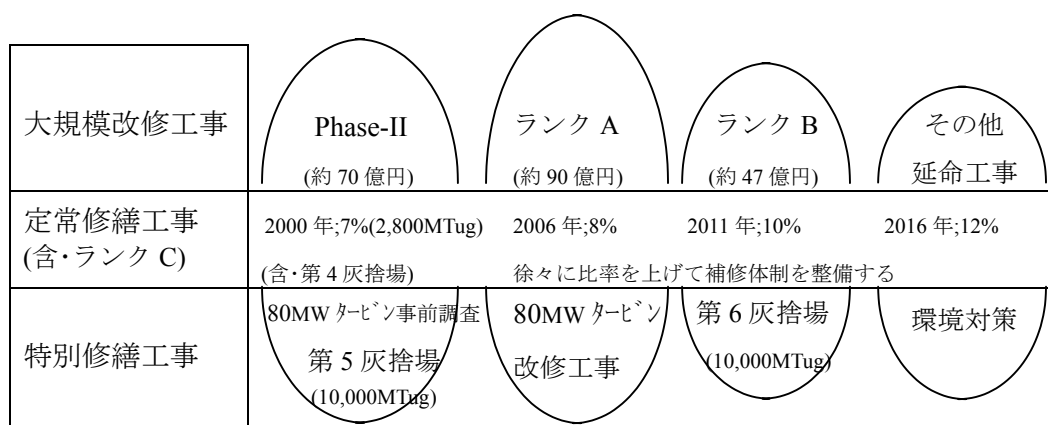 大規模改修工事
Phase-II
(約 70 億円)
ランク A
(約 90 億円)
ランク B
(約 47 億円)
その他
延命工事
定常修繕工事
(含・ランク C)
2000 年;7%(2,800MTug)
2006 年;8%
2011 年;10%
2016 年;12%
(含・第 4 灰捨場)
徐々に比率を上げて補修体制を整備する
特別修繕工事
80MW ﾀｰﾋﾞﾝ事前調査
第 5 灰捨場
(10,000MTug)
80MW ﾀｰﾋﾞﾝ
改修工事
第 6 灰捨場
(10,000MTug)
環境対策